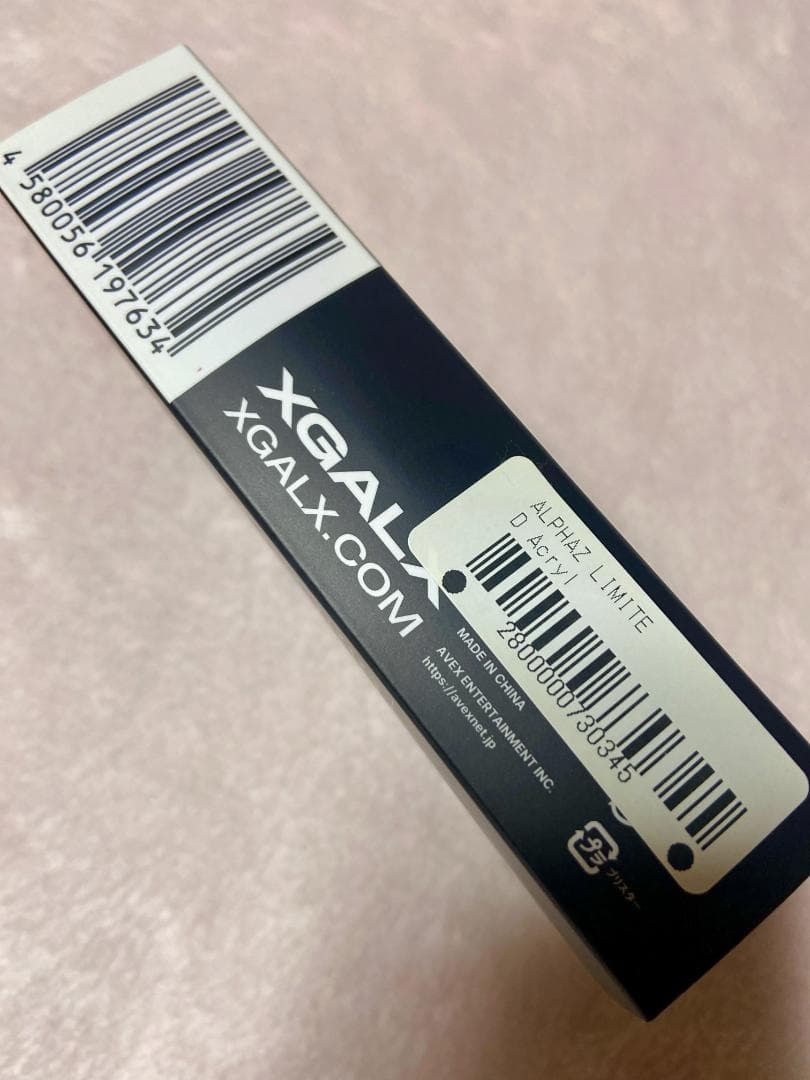 4 580056 197634
XGALX
XGALX.COM
MADE IN CHINA
AVEX ENTERTAINMENT INC.
https://avexnet.jp
ALPHAZ LIMITE
D Acryl
2800000730345
プラ
ブリスター